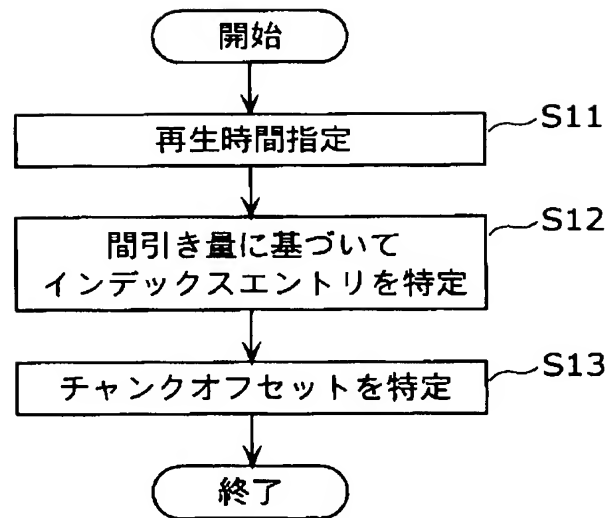 開始
再生時間指定
S11
間引き量に基づいて
インデックスエントリを特定
S12
チャンクオフセットを特定
S13
終了